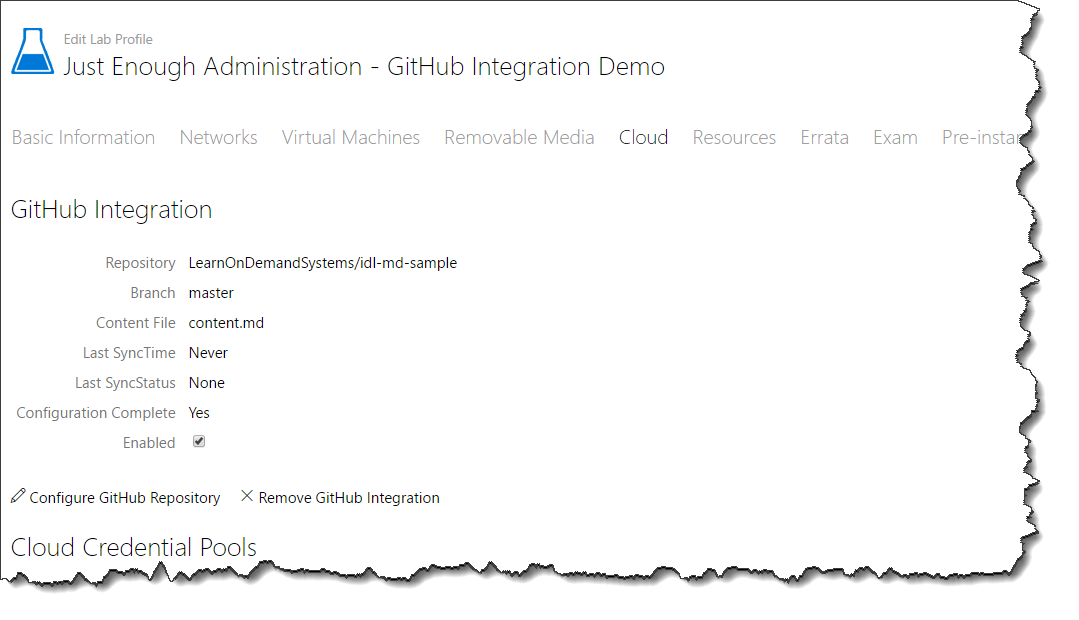 Edit Lab Profile
Just Enough Administration - GitHub Integration Demo
Basic Information Networks Virtual Machines Removable Media Cloud Resources Errata Exam
GitHub Integration
Repository LearnOnDemandSystems/idl-md-sample
Branch master
Content File content.md
Last SyncTime Never
Last SyncStatus None
Configuration Complete Yes
Enabled
Configure GitHub Repository Remove GitHub Integration
Cloud Credential Pools